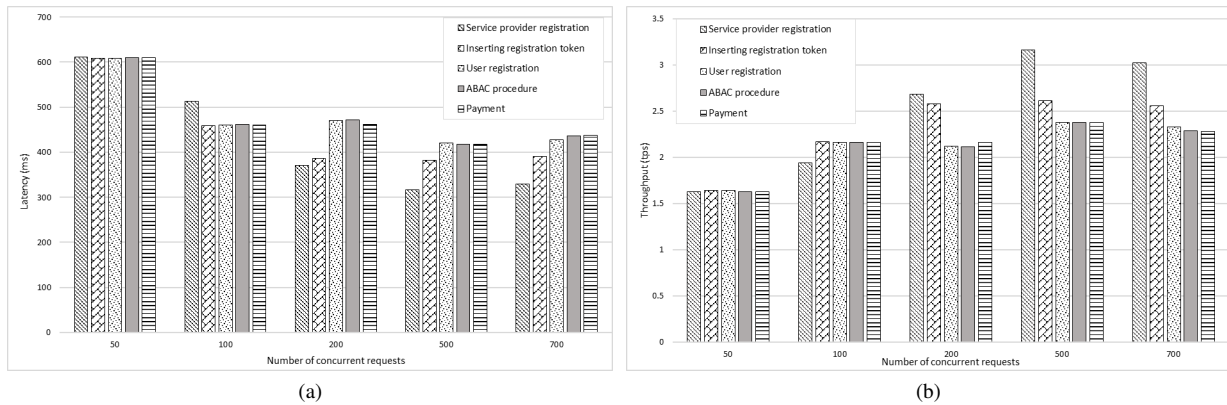 700
600
500
400
300
200
100
0
Latency (ms)
Service provider registration
Inserting registration token
User registration
ABAC procedure
Payment
50 100 200 500 700
Number of concurrent requests
(a)
3.5
3
2.5
2
1.5
1
0.5
0
Throughput (tps)
Service provider registration
Inserting registration token
User registration
ABAC procedure
Payment
50 100 200 500 700
Number of concurrent requests
(b)